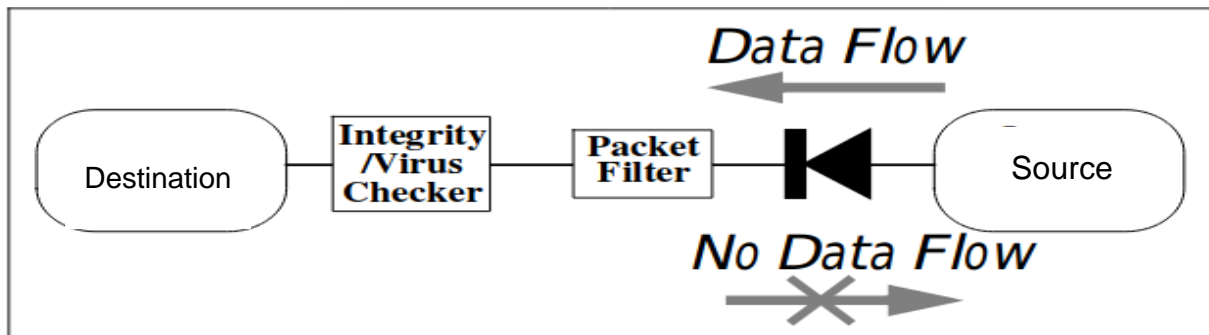 Data Flow
Destination
Integrity
/Virus
Checker
Packet
Filter
Source
No Data Flow